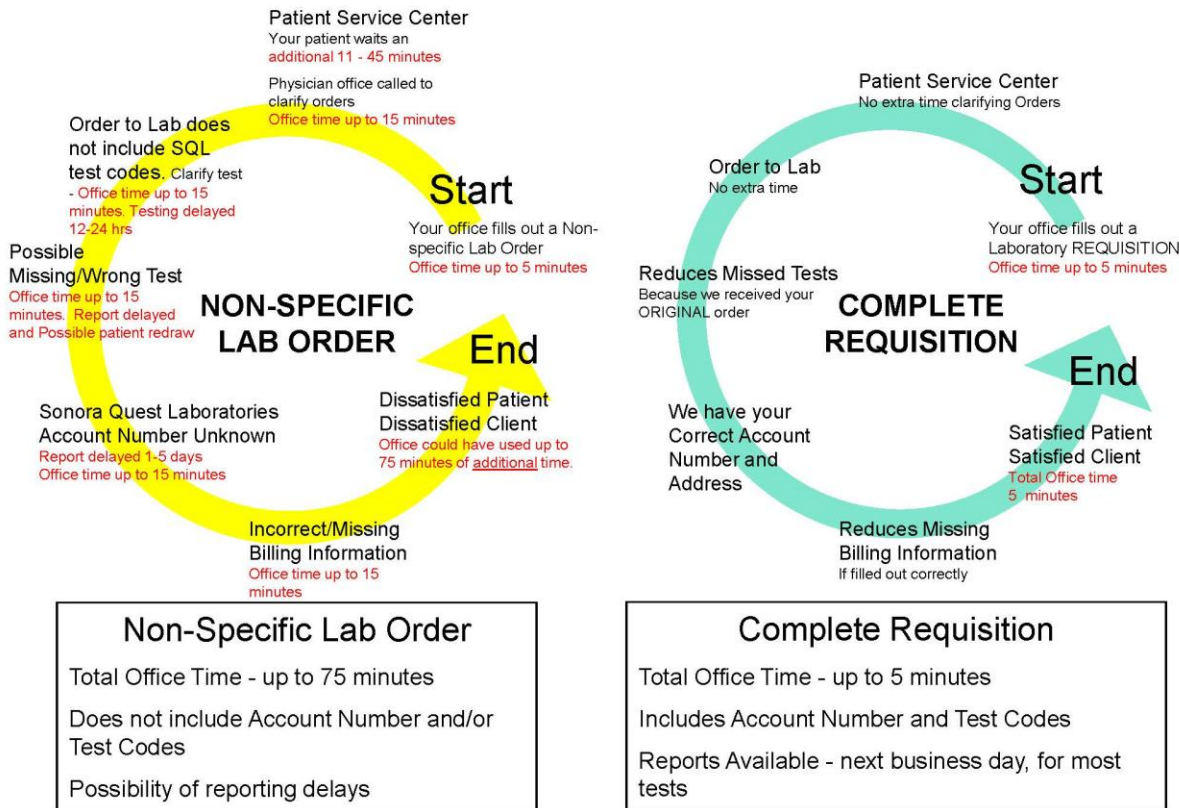 Patient Service Center
Your patient waits an
additional 11 - 45 minutes
Physician office called to
clarify orders
Office time up to 15 minutes
Order to Lab does
not include SQL
test codes. Clarify test
- Office time up to 15
minutes. Testing delayed
12-24 hrs
Start
Your office fills out a Non-
specific Lab Order
Office time up to 5 minutes
Possible
Missing/Wrong Test
Office time up to 15
minutes. Report delayed
and Possible patient redraw
NON-SPECIFIC
LAB ORDER
End
Dissatisfied Patient
Dissatisfied Client
Office could have used up to
75 minutes of additional time.
Sonora Quest Laboratories
Account Number Unknown
Report delayed 1-5 days
Office time up to 15 minutes
Incorrect/Missing
Billing Information
Office time up to 15
minutes
Patient Service Center
No extra time clarifying Orders
Order to Lab
No extra time
Start
Your office fills out a
Laboratory REQUISITION
Office time up to 5 minutes
Reduces Missed Tests
Because we received your
ORIGINAL order
COMPLETE
REQUISITION
End
We have your
Correct Account
Number and
Address
Satisfied Patient
Satisfied Client
Total Office time
5 minutes
Reduces Missing
Billing Information
If filled out correctly
Non-Specific Lab Order
Total Office Time - up to 75 minutes
Does not include Account Number and/or
Test Codes
Possibility of reporting delays
Complete Requisition
Total Office Time - up to 5 minutes
Includes Account Number and Test Codes
Reports Available - next business day, for most
tests